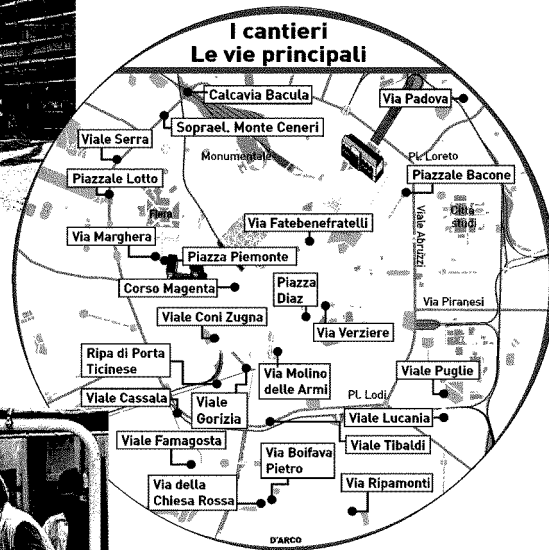 I cantieri
Le vie principali
Calcavia Bacula
Via Padova
Soprael. Monte Ceneri
Viale Serra
Monumentale
Pl. Loreto
Piazzale Lotto
Piazzale Bacone
Fiera
Città
studi
Via Fatebenefratelli
Viale Abruzzi
Via Marghera
Piazza Piemonte
Corso Magenta
Piazza
Diaz
Via Piranesi
Viale Coni Zugna
Via Verziere
Ripa di Porta
Ticinese
Via Molino
delle Armi
Viale Puglie
Viale Cassala
Viale
Gorizia
Pl. Lodi
Viale Lucania
Viale Famagosta
Viale Tibaldi
Via Boifava
Pietro
Via della
Chiesa Rossa
Via Ripamonti
D'ARCO